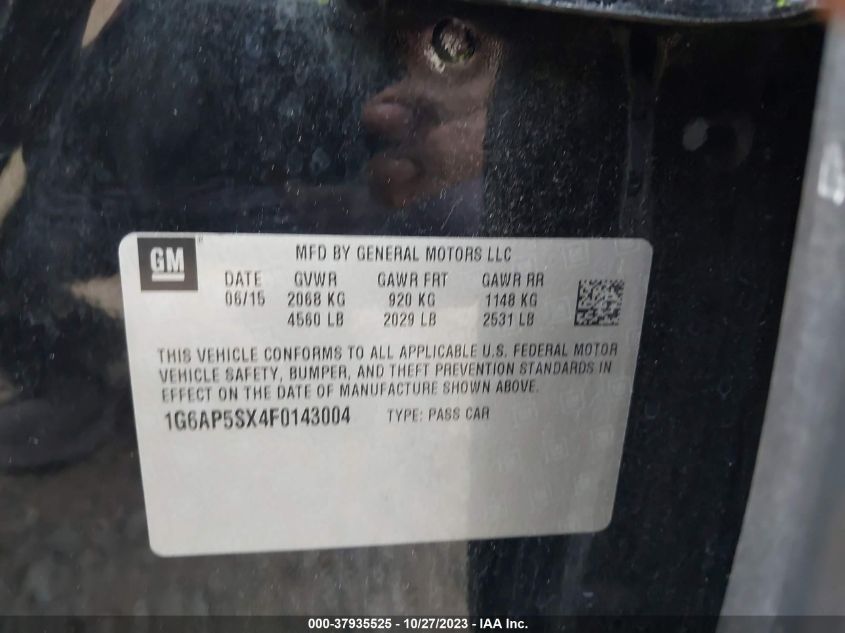 GM
MFD BY GENERAL MOTORS LLC
DATE GVWR GAWR FRT GAWR RR
06/15 2068 KG 920 KG 1148 KG
4560 LB 2029 LB 2531 LB
THIS VEHICLE CONFORMS TO ALL APPLICABLE U.S. FEDERAL MOTOR
VEHICLE SAFETY, BUMPER, AND THEFT PREVENTION STANDARDS IN
EFFECT ON THE DATE OF MANUFACTURE SHOWN ABOVE.
1G6AP5SX4F0143004 TYPE: PASS CAR
000-37935525 - 10/27/2023 - IAA Inc.